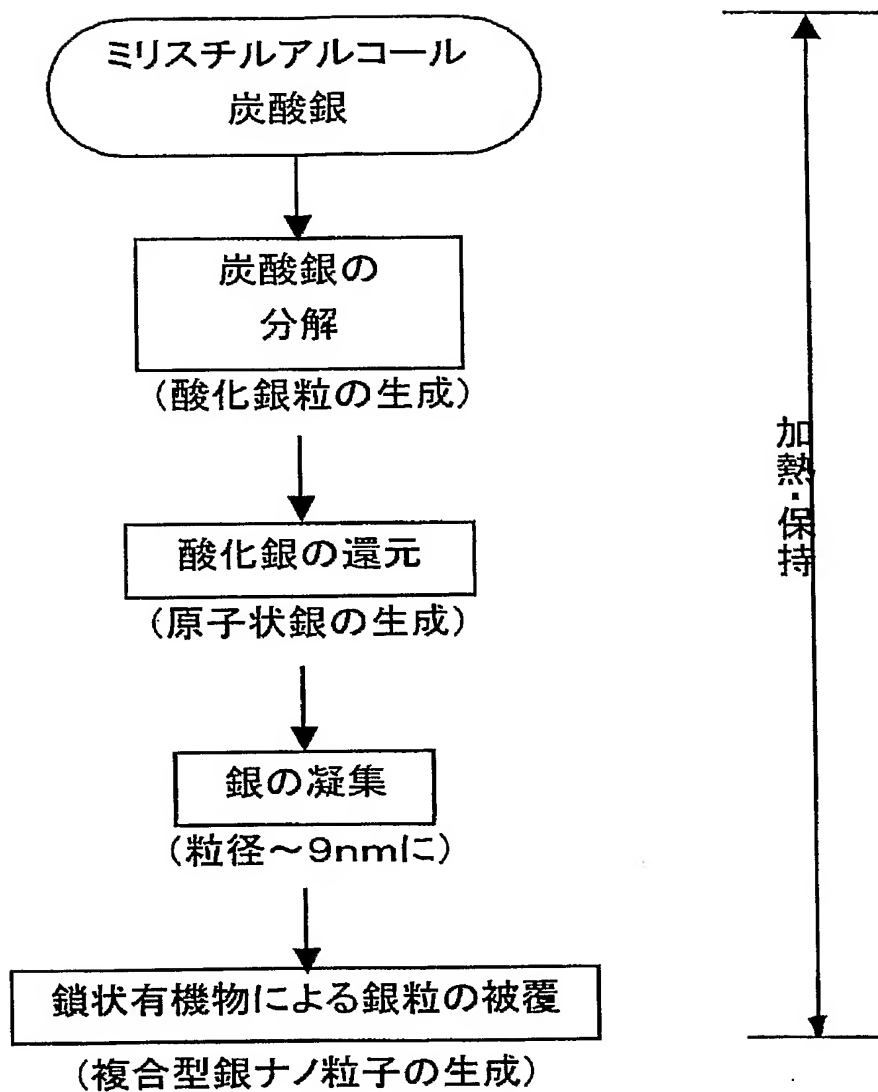 ミリスチルアルコール
炭酸銀
炭酸銀の
分解
(酸化銀粒の生成)
酸化銀の還元
(原子状銀の生成)
銀の凝集
(粒径~9nmに)
鎖状有機物による銀粒の被覆
(複合型銀ナノ粒子の生成)
加熱・保持